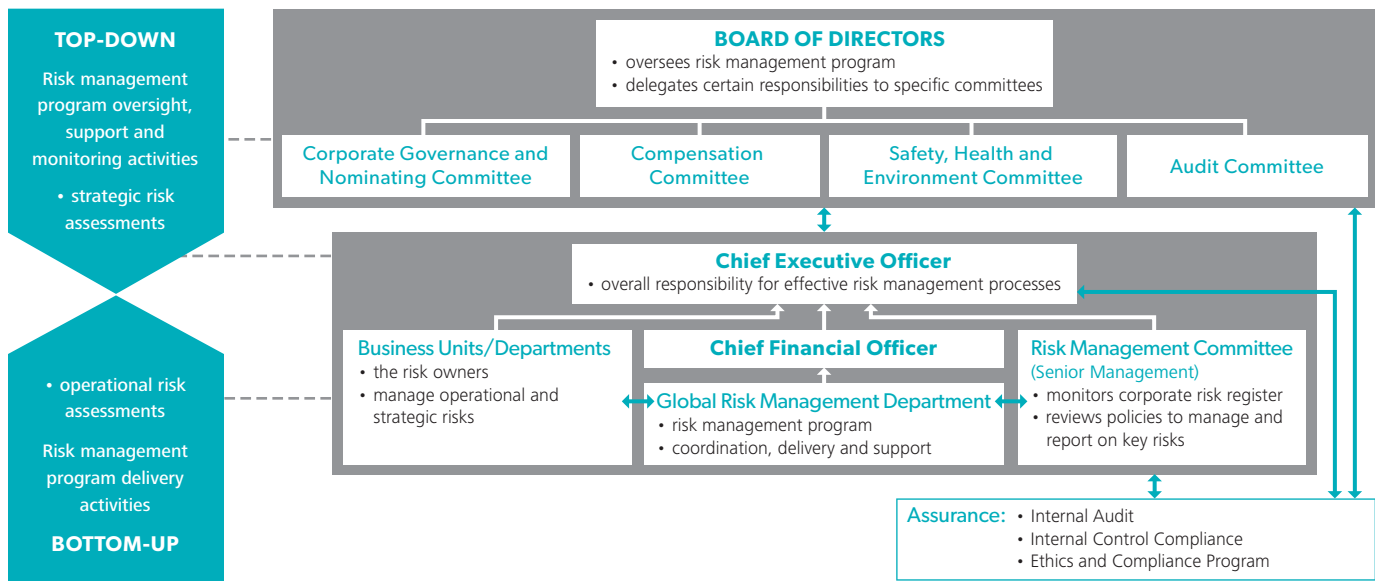 TOP-DOWN
Risk management
program oversight,
support and
monitoring activities
• strategic risk
assessments
• operational risk
assessments
Risk management
program delivery
activities
BOTTOM-UP
BOARD OF DIRECTORS
• oversees risk management program
• delegates certain responsibilities to specific committees
Corporate Governance and
Nominating Committee
Compensation
Committee
Safety, Health and
Environment Committee
Audit Committee
Chief Executive Officer
• overall responsibility for effective risk management processes
Business Units/Departments
• the risk owners
• manage operational and
strategic risks
Chief Financial Officer
Global Risk Management Department
• risk management program
• coordination, delivery and support
Risk Management Committee
(Senior Management)
• monitors corporate risk register
• reviews policies to manage and
report on key risks
Assurance: • Internal Audit
• Internal Control Compliance
• Ethics and Compliance Program